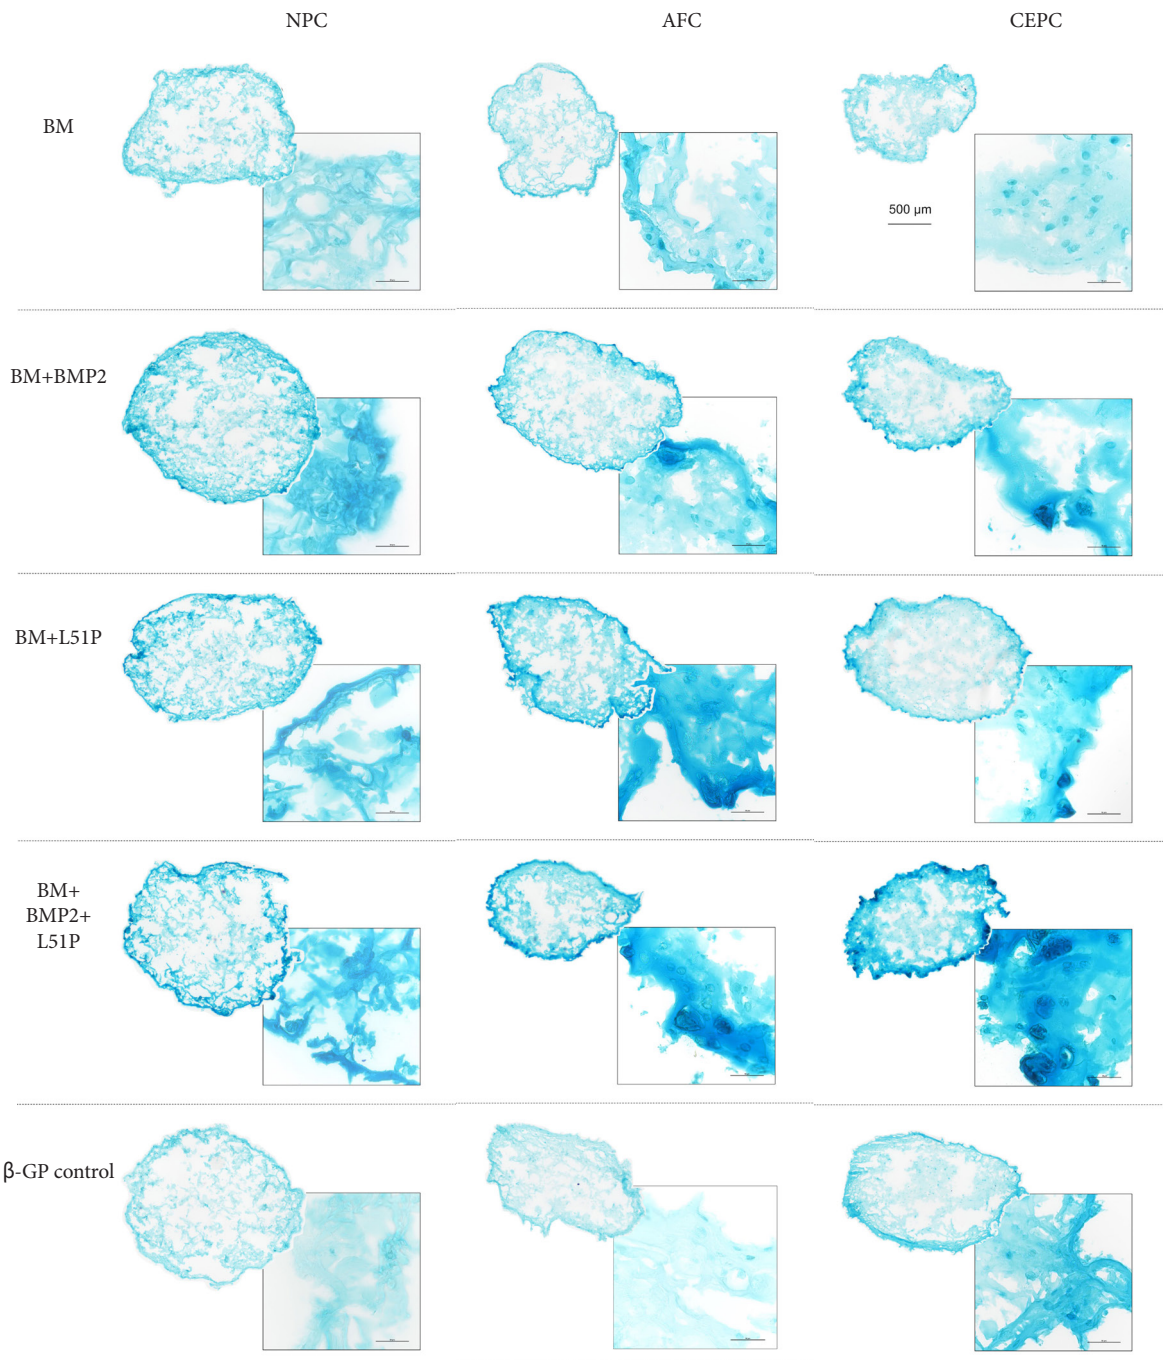 NPC AFC CEPC
BM
500 µm
BM+BMP2
BM+L51P
BM+
BMP2+
L51P
β-GP control